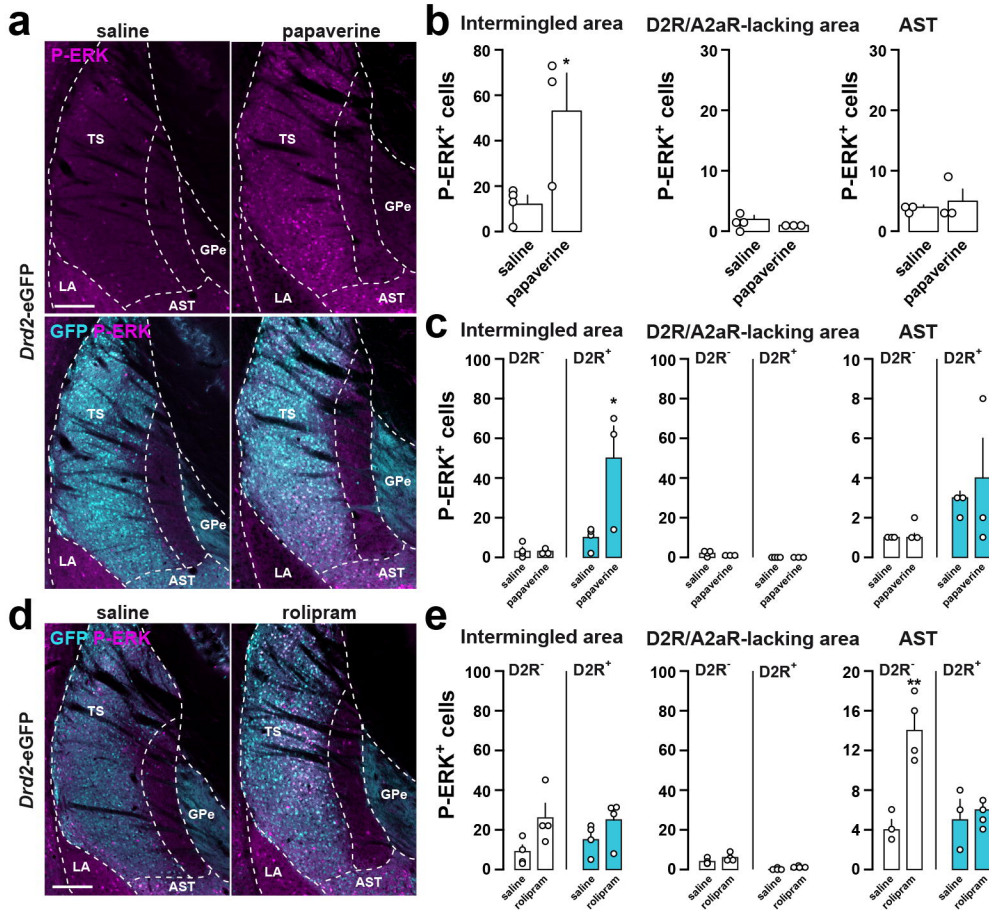 a
saline
papaverine
P-ERK
TS
GPe
LA
AST
GPe
LA
AST
Drd2-eGFP
GFP P-ERK
TS
GPe
LA
AST
TS
GPe
LA
AST
b
Intermingled area
D2R/A2aR-lacking area
AST
P-ERK+ cells
80
60
40
20
0
*
saline
papaverine
P-ERK+ cells
30
20
10
0
saline
papaverine
P-ERK+ cells
30
20
10
0
saline
papaverine
c
Intermingled area
D2R/A2aR-lacking area
AST
P-ERK+ cells
100
80
60
40
20
0
D2R-
D2R+
*
saline
papaverine
saline
papaverine
100
80
60
40
20
0
D2R-
D2R+
saline
papaverine
saline
papaverine
10
8
6
4
2
0
D2R-
D2R+
saline
papaverine
saline
papaverine
d
saline
rolipram
GFP P-ERK
Drd2-eGFP
TS
GPe
LA
AST
TS
GPe
LA
AST
e
Intermingled area
D2R/A2aR-lacking area
AST
P-ERK+ cells
100
80
60
40
20
0
D2R-
D2R+
saline
rolipram
saline
rolipram
100
80
60
40
20
0
D2R-
D2R+
saline
rolipram
saline
rolipram
20
16
12
8
4
0
D2R-
D2R+
**
saline
rolipram
saline
rolipram